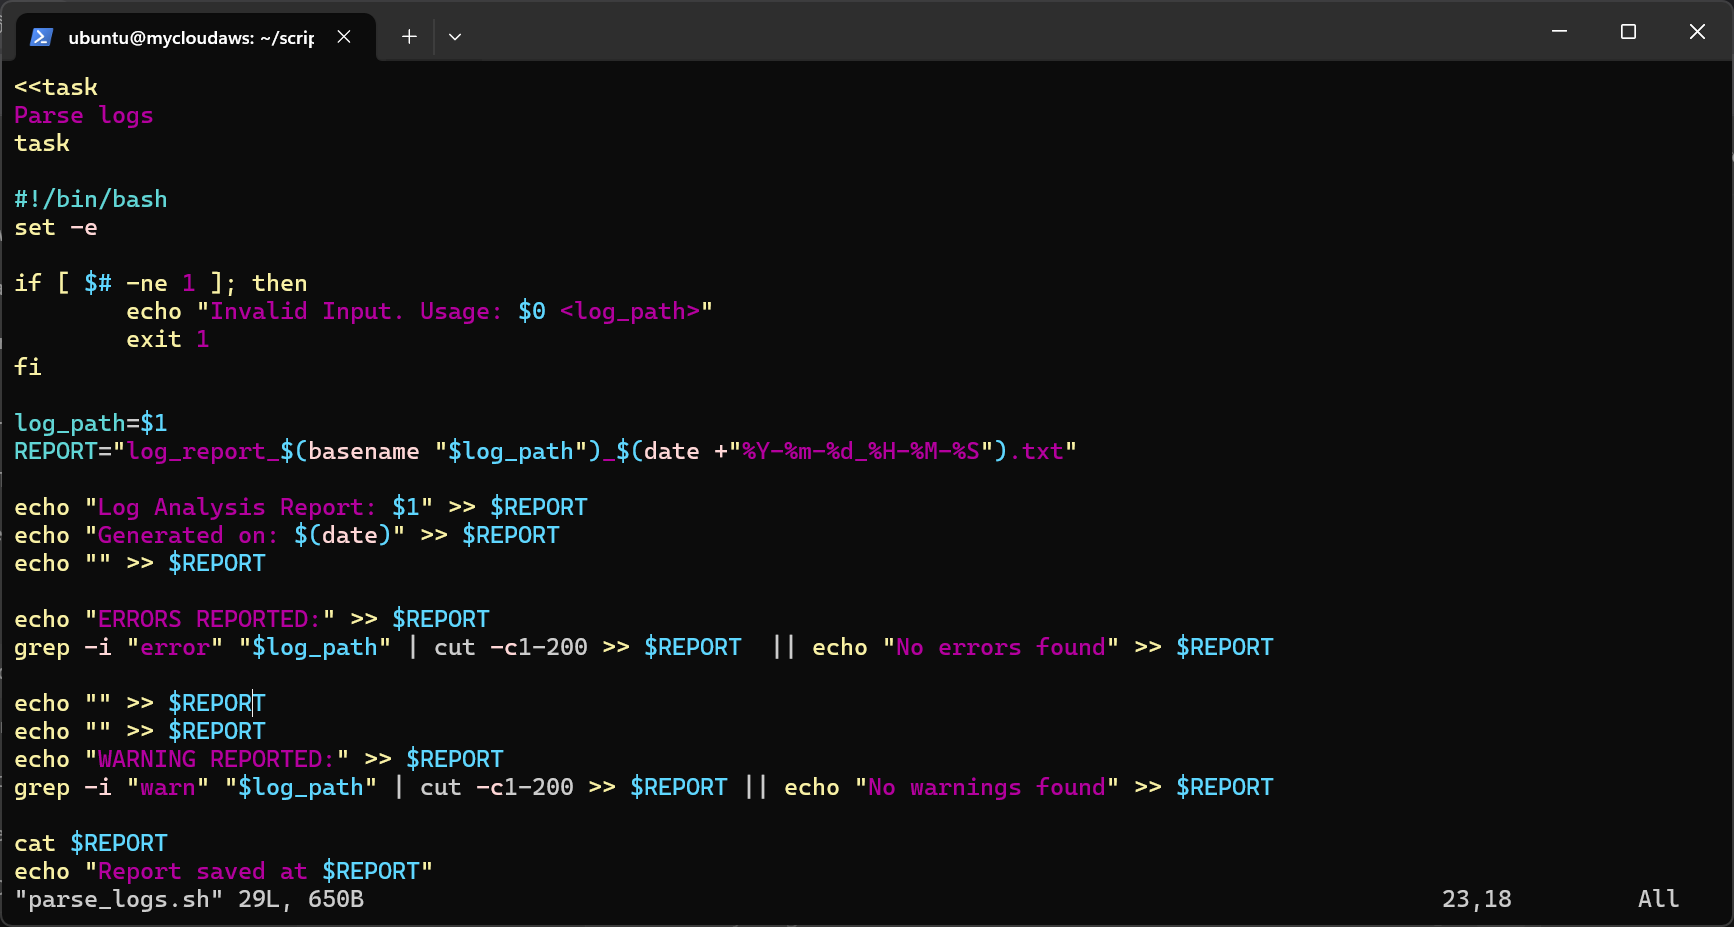 ubuntu@mycloudaws: ~/scrip
<<task
Parse logs
task
#!/bin/bash
set -e
if [ $# -ne 1 ]; then
echo "Invalid Input. Usage: $0 <log_path>"
exit 1
fi
log_path=$1
REPORT="log_report_$(basename "$log_path")_$(date +"%Y-%m-%d_%H-%M-%S").txt"
echo "Log Analysis Report: $1" >> $REPORT
echo "Generated on: $(date)" >> $REPORT
echo "" >> $REPORT
echo "ERRORS REPORTED:" >> $REPORT
grep -i "error" "$log_path" | cut -c1-200 >> $REPORT  || echo "No errors found" >> $REPORT
echo "" >> $REPORT
echo "" >> $REPORT
echo "WARNING REPORTED:" >> $REPORT
grep -i "warn" "$log_path" | cut -c1-200 >> $REPORT || echo "No warnings found" >> $REPORT
cat $REPORT
echo "Report saved at $REPORT"
"parse_logs.sh" 29L, 650B 23,18 All